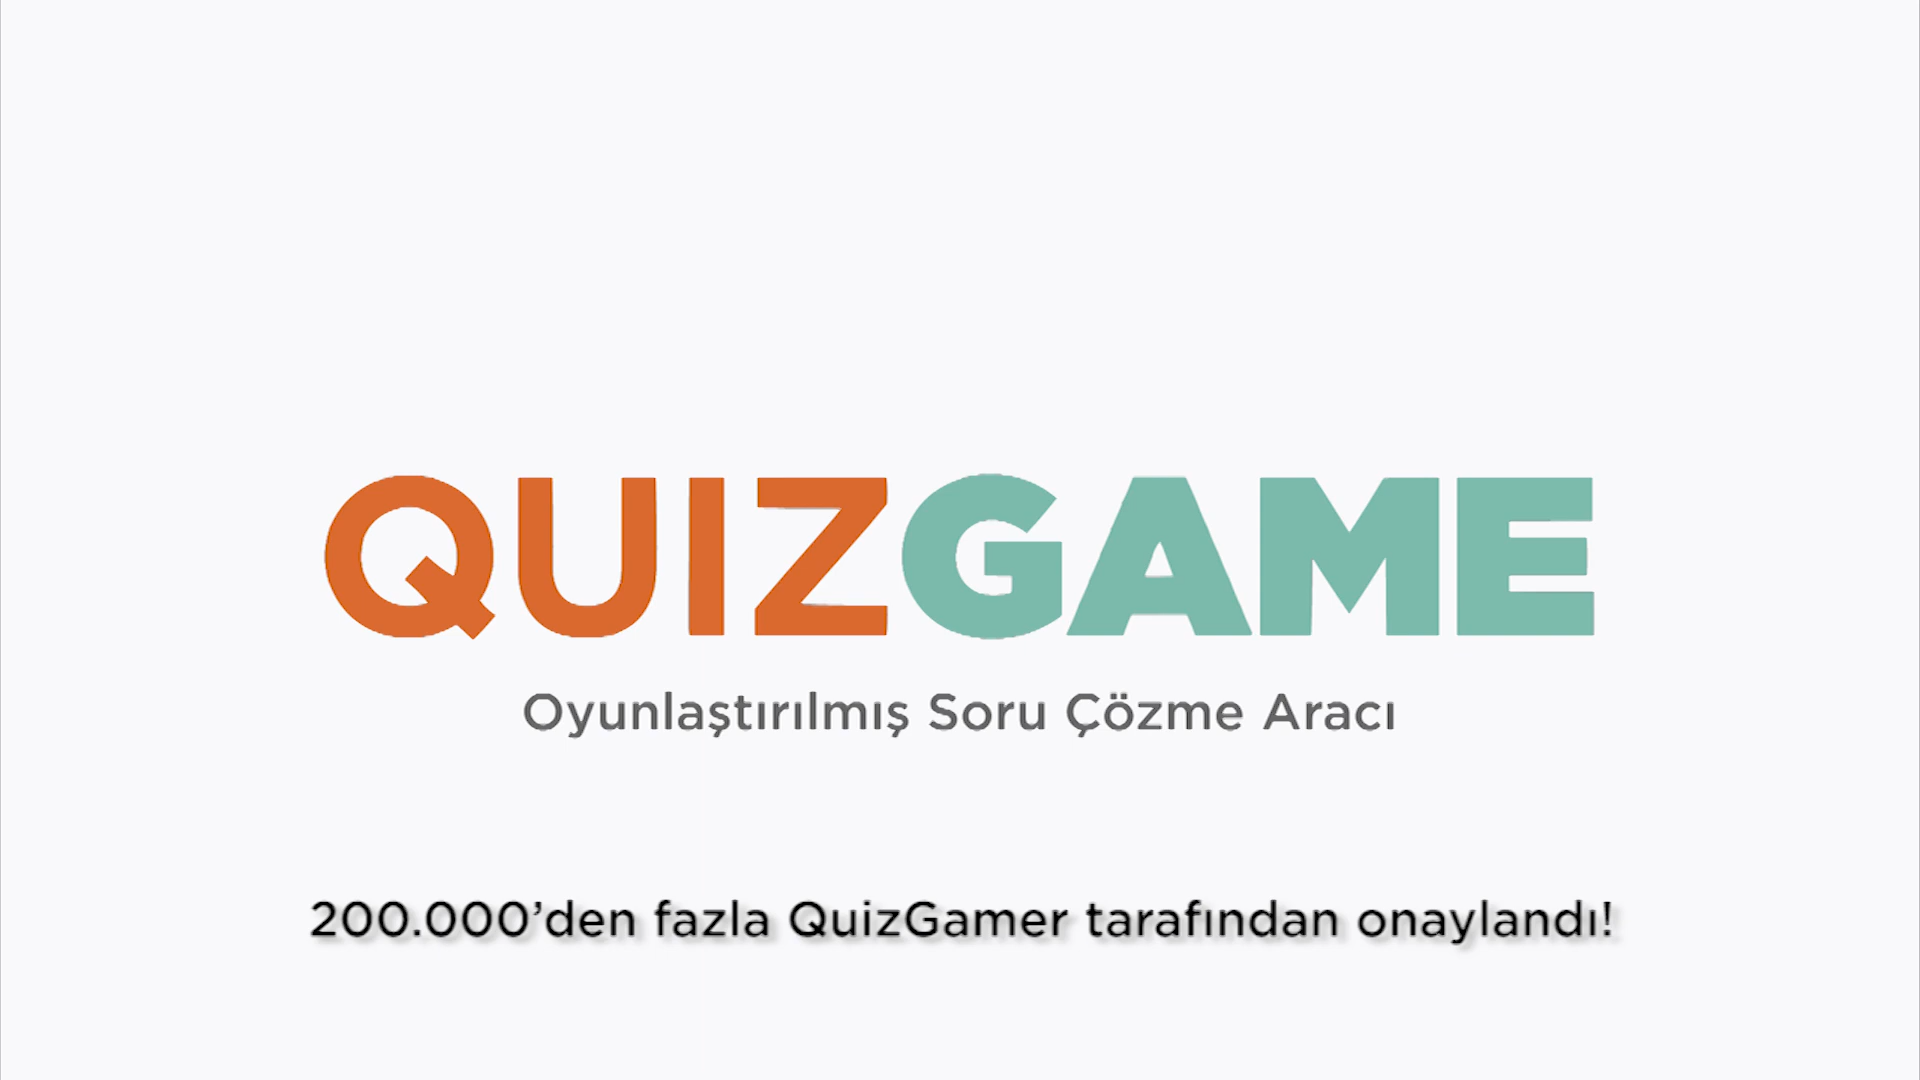 QUIZGAME
Oyunlaştırılmış Soru Çözme Aracı
200.000’den fazla QuizGamer tarafından onaylandı!